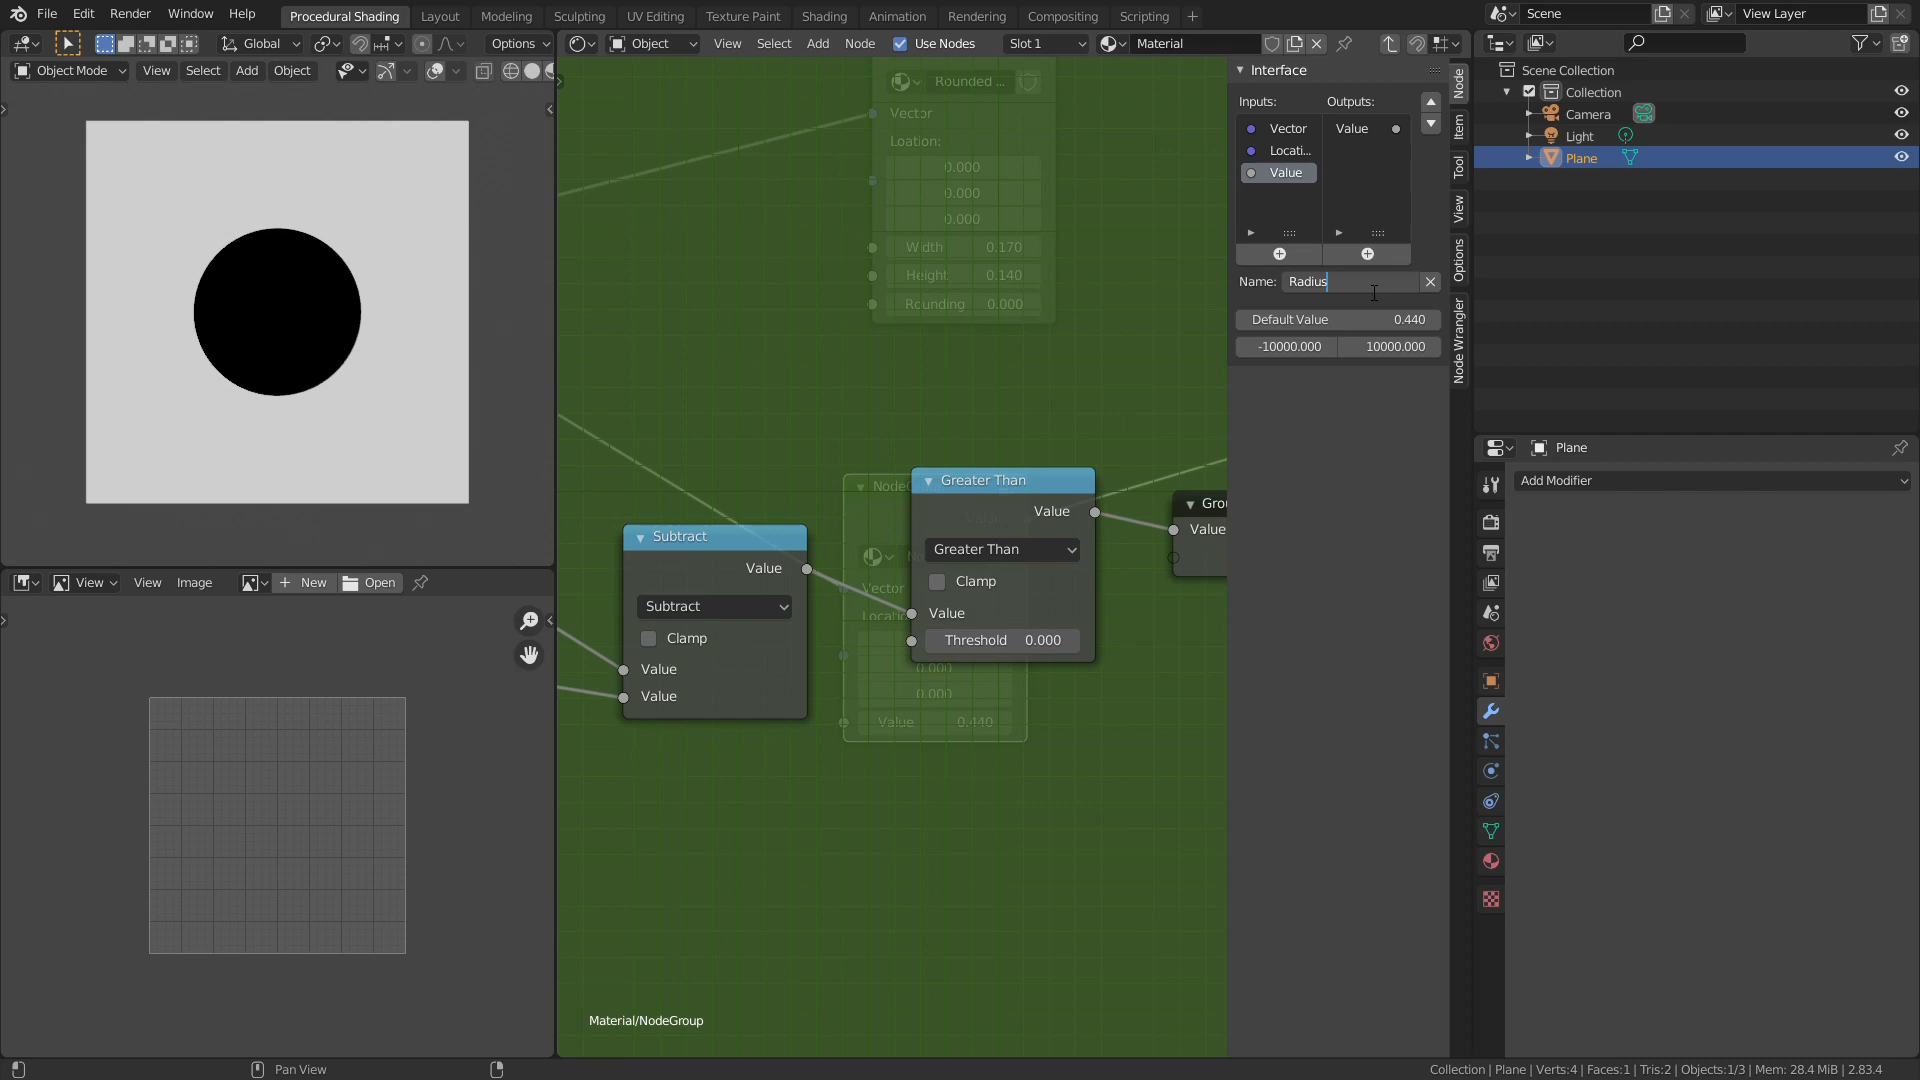 File Edit Render Window Help Procedural Shading Layout Modeling Sculpting UV Editing Texture Paint Shading Animation Rendering Compositing Scripting Scene View Layer
Global Options Object View Select Add Node Use Nodes Slot 1 Material
Object Mode View Select Add Object
Rounded ...
Vector
Loation:
0.000
0.000
0.000
Width 0.170
Height 0.140
Rounding 0.000
Interface
Inputs: Outputs:
Vector Value
Locati...
Value
Name: Radius
Default Value 0.440
-10000.000 10000.000
Node
Item
Tool
View
Options
Node Wrangler
Scene Collection
Collection
Camera
Light
Plane
Plane
Add Modifier
Subtract
Value
Subtract
Clamp
Value
Value
Greater Than
Value
Greater Than
Clamp
Value
Threshold 0.000
Vector
0.000
0.000
Value 0.440
Value
Material/NodeGroup
View View Image New Open
Pan View
Collection | Plane | Verts:4 | Faces:1 | Tris:2 | Objects:1/3 | Mem: 28.4 MiB | 2.83.4